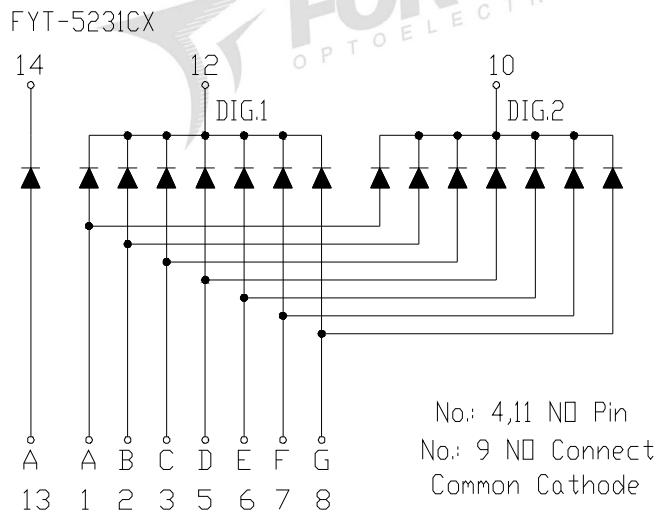 FYT-5231CX
OPTOELECT
14 12 10
DIG.1 DIG.2
No.: 4,11 NO Pin
No.: 9 NO Connect
Common Cathode
A A B C D E F G
13 1 2 3 5 6 7 8